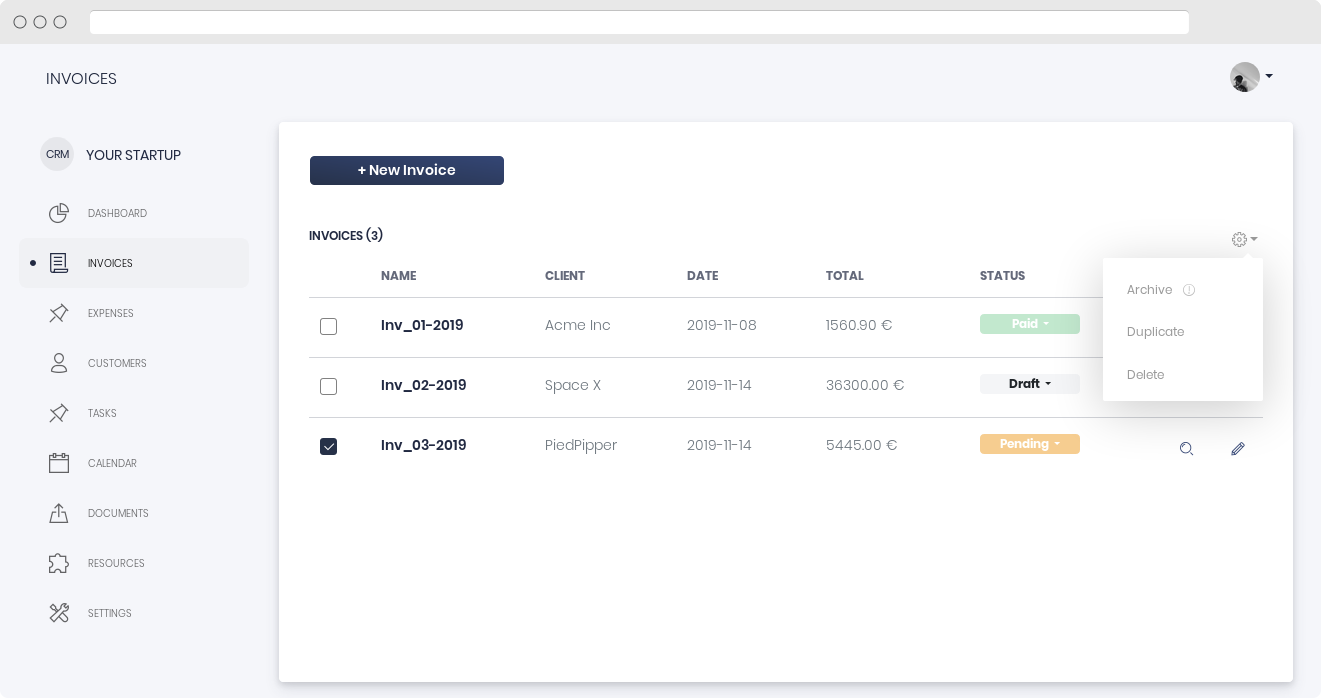 INVOICES
CRM YOUR STARTUP
DASHBOARD
INVOICES
EXPENSES
CUSTOMERS
TASKS
CALENDAR
DOCUMENTS
RESOURCES
SETTINGS
+ New Invoice
INVOICES (3)
NAME CLIENT DATE TOTAL STATUS
Inv_01-2019 Acme Inc 2019-11-08 1560.90 € Paid
Inv_02-2019 Space X 2019-11-14 36300.00 € Draft
Inv_03-2019 PiedPipper 2019-11-14 5445.00 € Pending
Archive
Duplicate
Delete